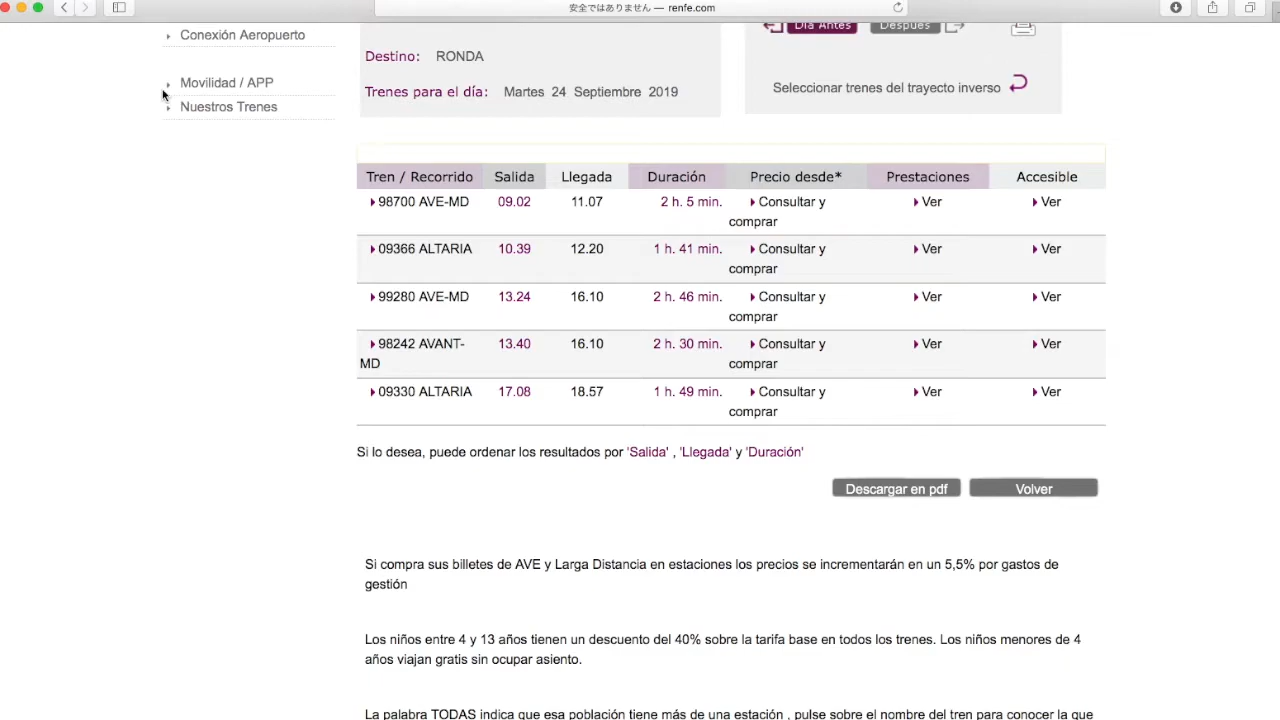 安全ではありません — renfe.com
Conexión Aeropuerto
Movilidad / APP
Nuestros Trenes
Día Antes
Después
Destino: RONDA
Trenes para el día: Martes 24 Septiembre 2019
Seleccionar trenes del trayecto inverso
Tren / Recorrido Salida Llegada Duración Precio desde* Prestaciones Accesible
98700 AVE-MD 09.02 11.07 2 h. 5 min. Consultar y Ver Ver
comprar
09366 ALTARIA 10.39 12.20 1 h. 41 min. Consultar y Ver Ver
comprar
99280 AVE-MD 13.24 16.10 2 h. 46 min. Consultar y Ver Ver
comprar
98242 AVANT- 13.40 16.10 2 h. 30 min. Consultar y Ver Ver
MD comprar
09330 ALTARIA 17.08 18.57 1 h. 49 min. Consultar y Ver Ver
comprar
Si lo desea, puede ordenar los resultados por 'Salida' , 'Llegada' y 'Duración'
Descargar en pdf
Volver
Si compra sus billetes de AVE y Larga Distancia en estaciones los precios se incrementarán en un 5,5% por gastos de
gestión
Los niños entre 4 y 13 años tienen un descuento del 40% sobre la tarifa base en todos los trenes. Los niños menores de 4
años viajan gratis sin ocupar asiento.
La palabra TODAS indica que esa población tiene más de una estación , pulse sobre el nombre del tren para conocer la que